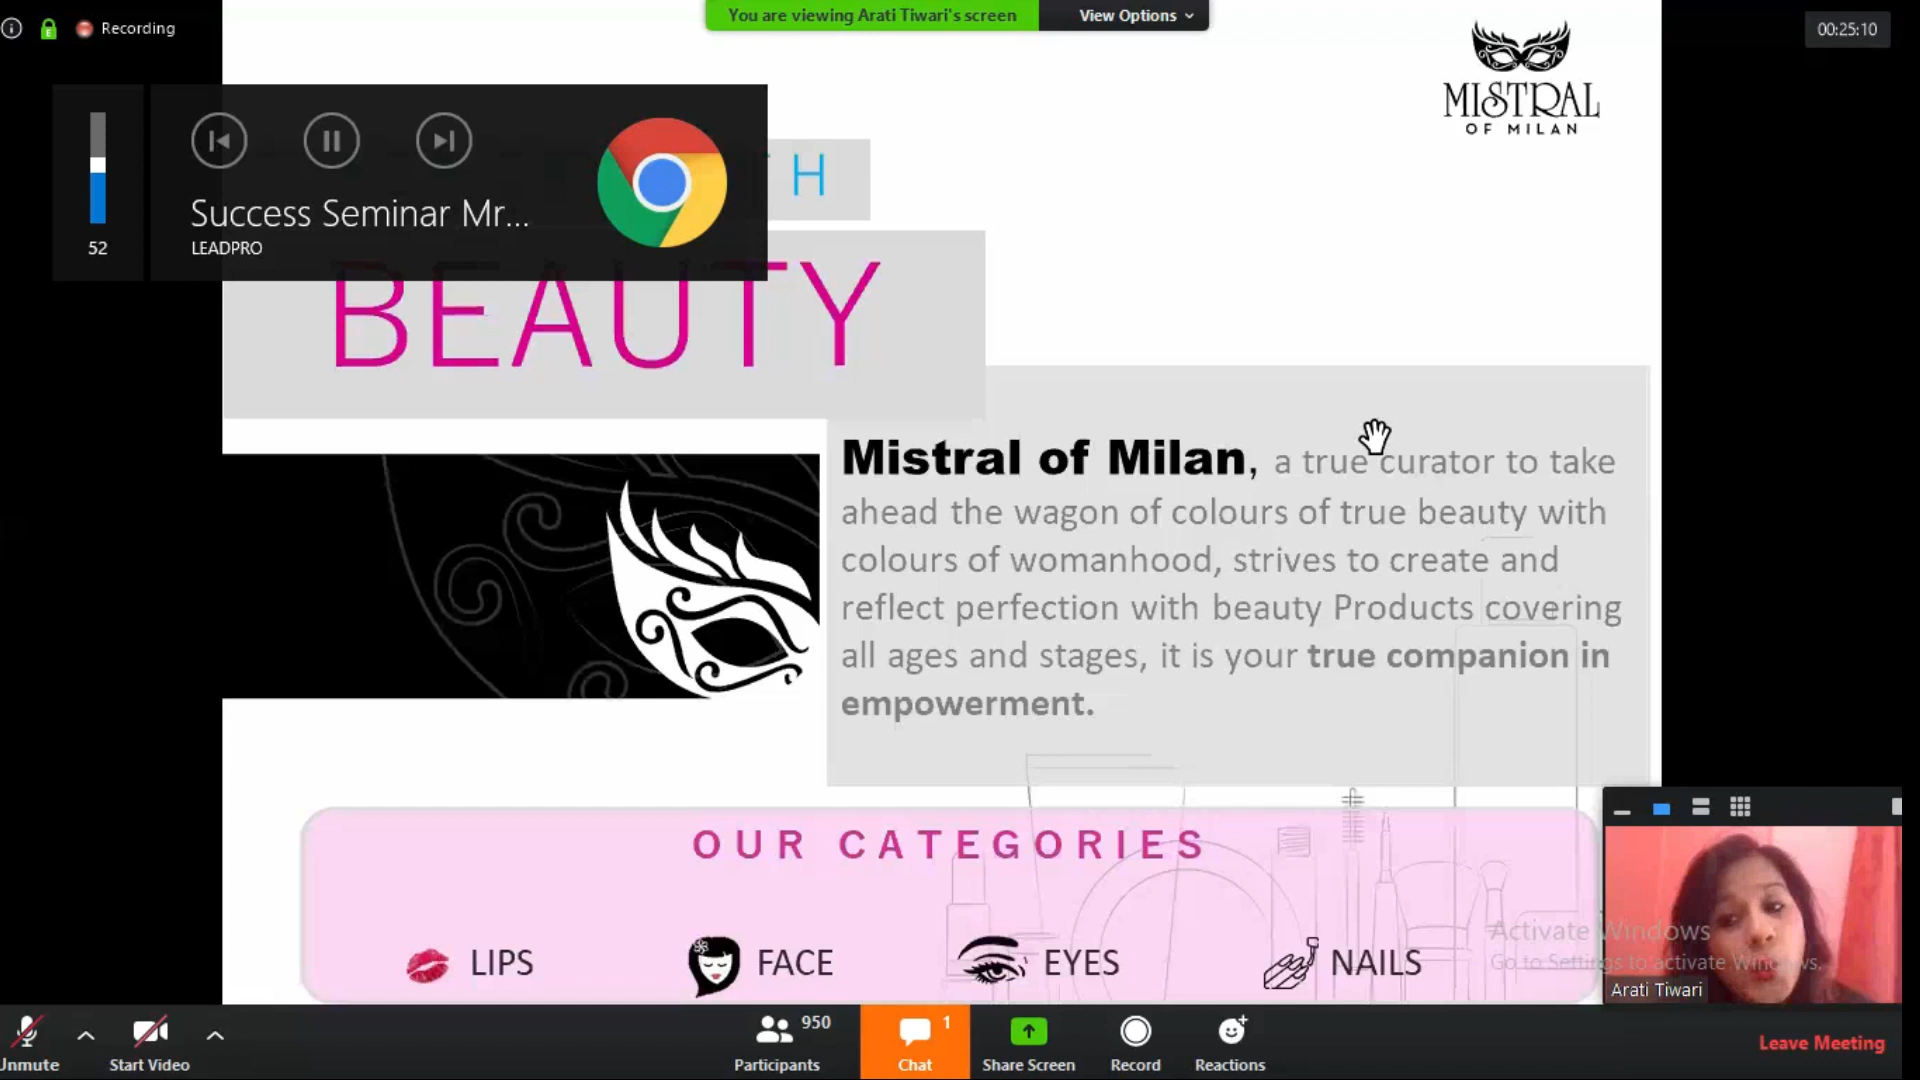 Recording
You are viewing Arati Tiwari's screen
View Options
00:25:10
MISTRAL
OF MILAN
52
Success Seminar Mr...
LEADPRO
H
BEAUTY
Mistral of Milan, a true curator to take
ahead the wagon of colours of true beauty with
colours of womanhood, strives to create and
reflect perfection with beauty Products covering
all ages and stages, it is your true companion in
empowerment.
OUR CATEGORIES
LIPS
FACE
EYES
NAILS
Activate Windows
Go to Settings to activate Windows.
Arati Tiwari
Unmute
Start Video
950
Participants
1
Chat
Share Screen
Record
Reactions
Leave Meeting